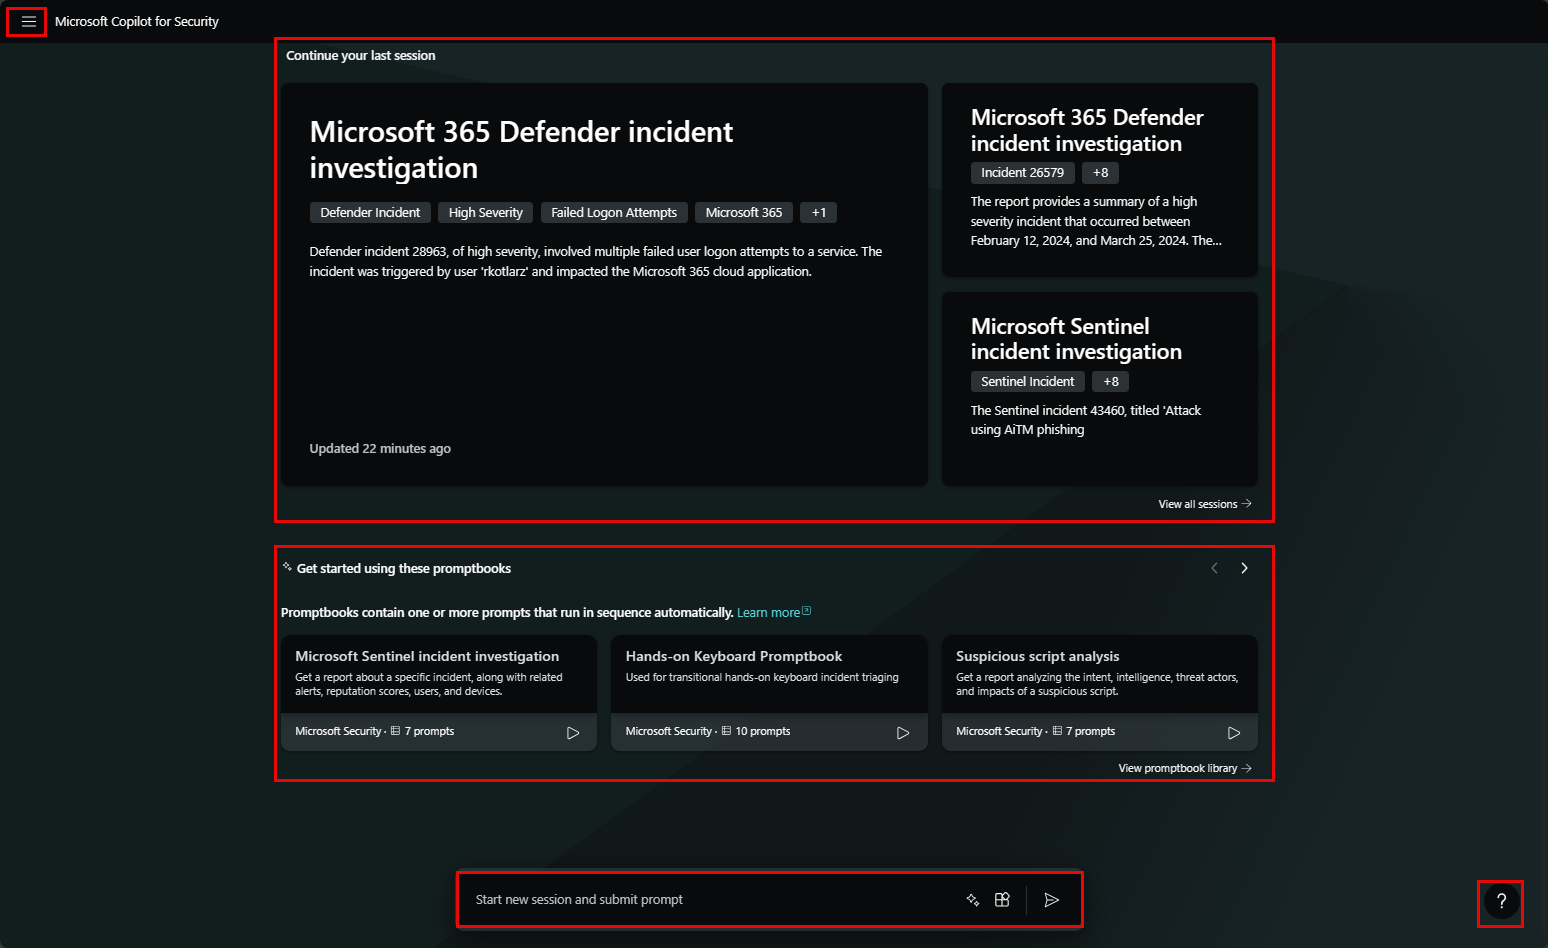 Microsoft Copilot for Security
Continue your last session
Microsoft 365 Defender incident
investigation
Defender Incident
High Severity
Failed Logon Attempts
Microsoft 365
+1
Defender incident 28963, of high severity, involved multiple failed user logon attempts to a service. The
incident was triggered by user 'rkotlarz' and impacted the Microsoft 365 cloud application.
Updated 22 minutes ago
Microsoft 365 Defender
incident investigation
Incident 26579
+8
The report provides a summary of a high
severity incident that occurred between
February 12, 2024, and March 25, 2024. The...
Microsoft Sentinel
incident investigation
Sentinel Incident
+8
The Sentinel incident 43460, titled 'Attack
using AiTM phishing
View all sessions
Get started using these promptbooks
Promptbooks contain one or more prompts that run in sequence automatically. Learn more
Microsoft Sentinel incident investigation
Get a report about a specific incident, along with related
alerts, reputation scores, users, and devices.
Microsoft Security · 7 prompts
Hands-on Keyboard Promptbook
Used for transitional hands-on keyboard incident triaging
Microsoft Security · 10 prompts
Suspicious script analysis
Get a report analyzing the intent, intelligence, threat actors,
and impacts of a suspicious script.
Microsoft Security · 7 prompts
View promptbook library
Start new session and submit prompt
?